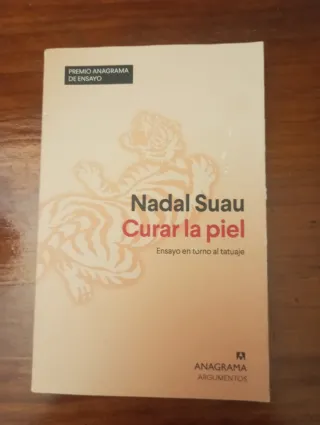 PREMIO ANAGRAMA
DE ENSAYO
Nadal Suau
Curar la piel
Ensayo en torno al tatuaje
ANAGRAMA
ARGUMENTOS